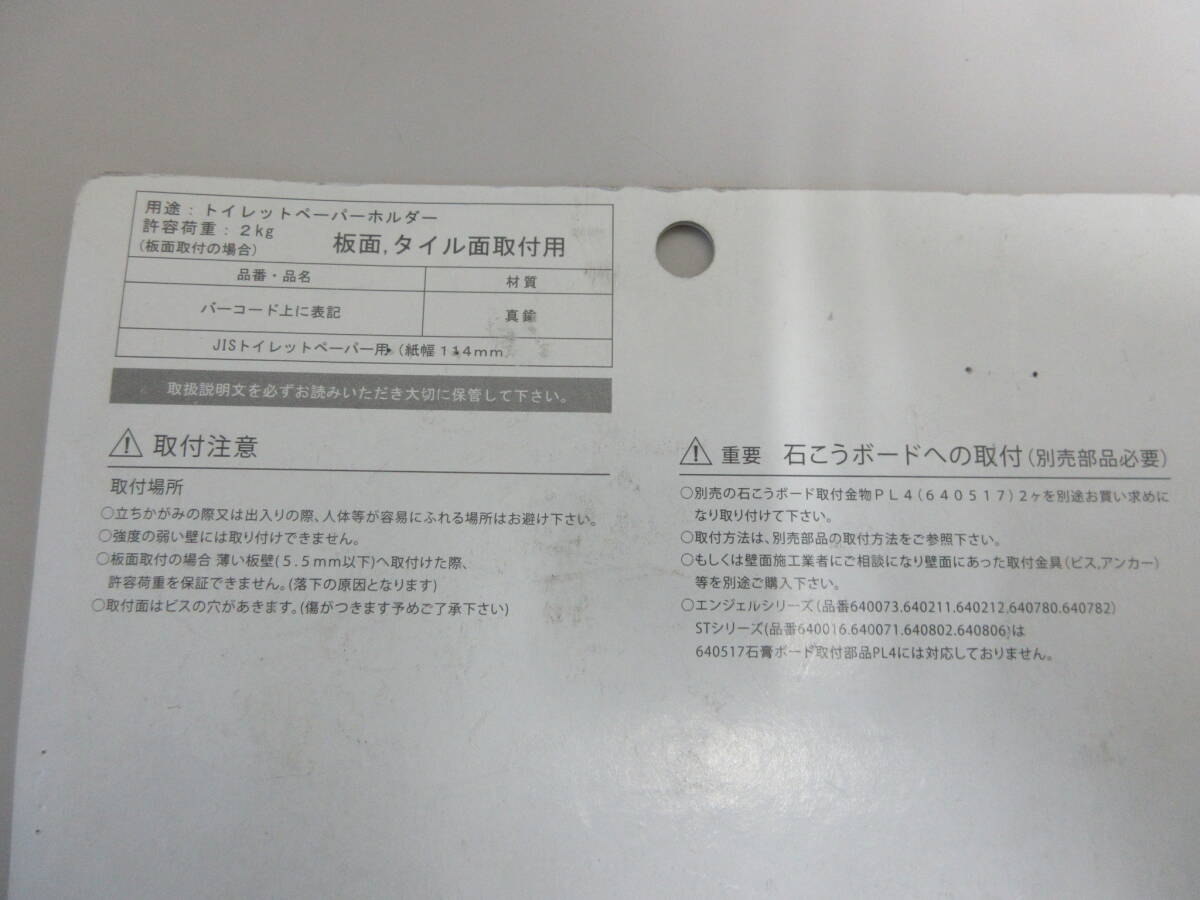 用途：トイレットペーパーホルダー
許容荷重：２kg
（板面取付の場合）
板面,タイル面取付用
品番・品名
材質
バーコード上に表記
真鍮
JISトイレットペーパー用（紙幅114mm
取扱説明文を必ずお読みいただき大切に保管して下さい。
取付注意
取付場所
○立ちかがみの際又は出入りの際、人体等が容易にふれる場所はお避け下さい。
○強度の弱い壁には取り付けできません。
○板面取付の場合 薄い板壁(５.５mm以下)へ取付けた際、
許容荷重を保証できません。(落下の原因となります)
○取付面はビスの穴があきます。(傷がつきます予めご了承下さい)
重要 石こうボードへの取付（別売部品必要）
○別売の石こうボード取付金物ＰＬ４（６４０５１７）２ヶを別途お買い求めに
なり取り付けて下さい。
○取付方法は、別売部品の取付方法をご参照下さい。
○もしくは壁面施工業者にご相談になり壁面にあった取付金具（ビス,アンカー）
等を別途ご購入下さい。
○エンジェルシリーズ（品番640073.640211.640212.640780.640782）
STシリーズ(品番640016.640071.640802.640806)は
640517石膏ボード取付部品PL4には対応しておりません。